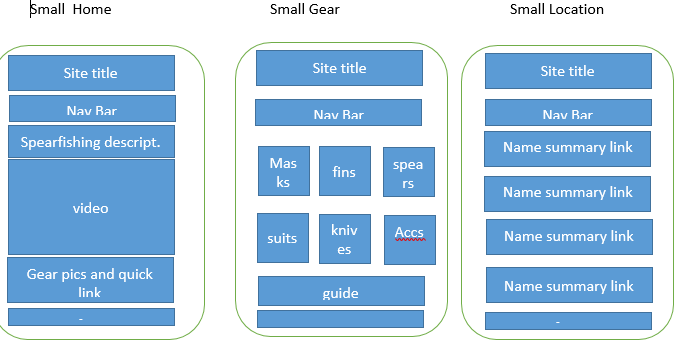 Small Home
Small Gear
Small Location
Site title
Nav Bar
Spearfishing descript.
video
Gear pics and quick
link
-
Site title
Nav Bar
Mas
ks
fins
spea
rs
suits
kniv
es
Accs
guide
Site title
Nav Bar
Name summary link
Name summary link
Name summary link
Name summary link
-